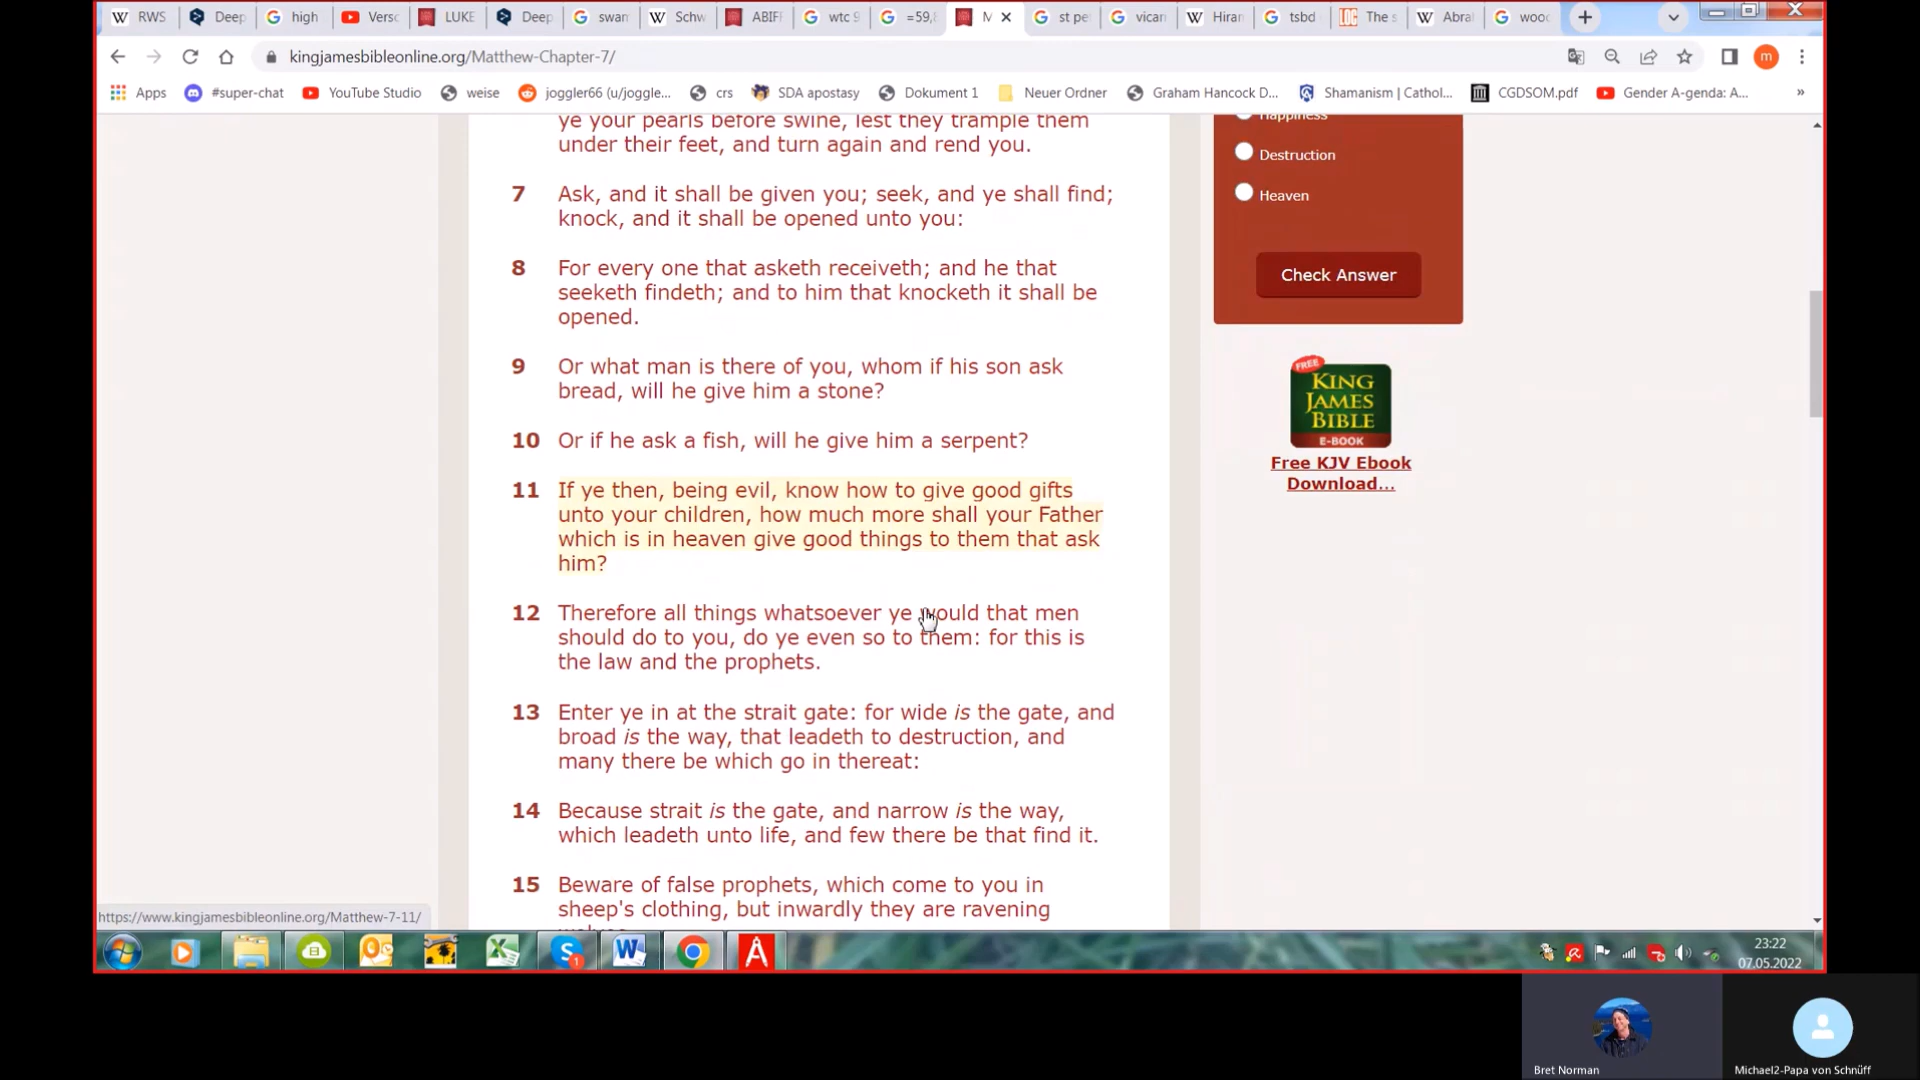 RWS
Deep
high
Versc
LUKE
Deep
swan
Schw
ABIF
wtc 9
=59,8
M
st pe
vicar
Hiran
tsbd
The s
Abra
wood
kingjamesbibleonline.org/Matthew-Chapter-7/
m
Apps
#super-chat
YouTube Studio
weise
joggler66 (u/joggle...
crs
SDA apostasy
Dokument 1
Neuer Ordner
Graham Hancock D...
Shamanism | Cathol...
CGDSOM.pdf
Gender A-genda: A...
»
ye your pearls before swine, lest they trample them
under their feet, and turn again and rend you.
7 Ask, and it shall be given you; seek, and ye shall find;
knock, and it shall be opened unto you:
8 For every one that asketh receiveth; and he that
seeketh findeth; and to him that knocketh it shall be
opened.
9 Or what man is there of you, whom if his son ask
bread, will he give him a stone?
10 Or if he ask a fish, will he give him a serpent?
11 If ye then, being evil, know how to give good gifts
unto your children, how much more shall your Father
which is in heaven give good things to them that ask
him?
12 Therefore all things whatsoever ye would that men
should do to you, do ye even so to them: for this is
the law and the prophets.
13 Enter ye in at the strait gate: for wide is the gate, and
broad is the way, that leadeth to destruction, and
many there be which go in thereat:
14 Because strait is the gate, and narrow is the way,
which leadeth unto life, and few there be that find it.
15 Beware of false prophets, which come to you in
sheep's clothing, but inwardly they are ravening
wolves.
Happiness
Destruction
Heaven
Check Answer
FREE
KING
JAMES
BIBLE
E-BOOK
Free KJV Ebook
Download...
https://www.kingjamesbibleonline.org/Matthew-7-11/
23:22
07.05.2022
Bret Norman
Michael2-Papa von Schnüff